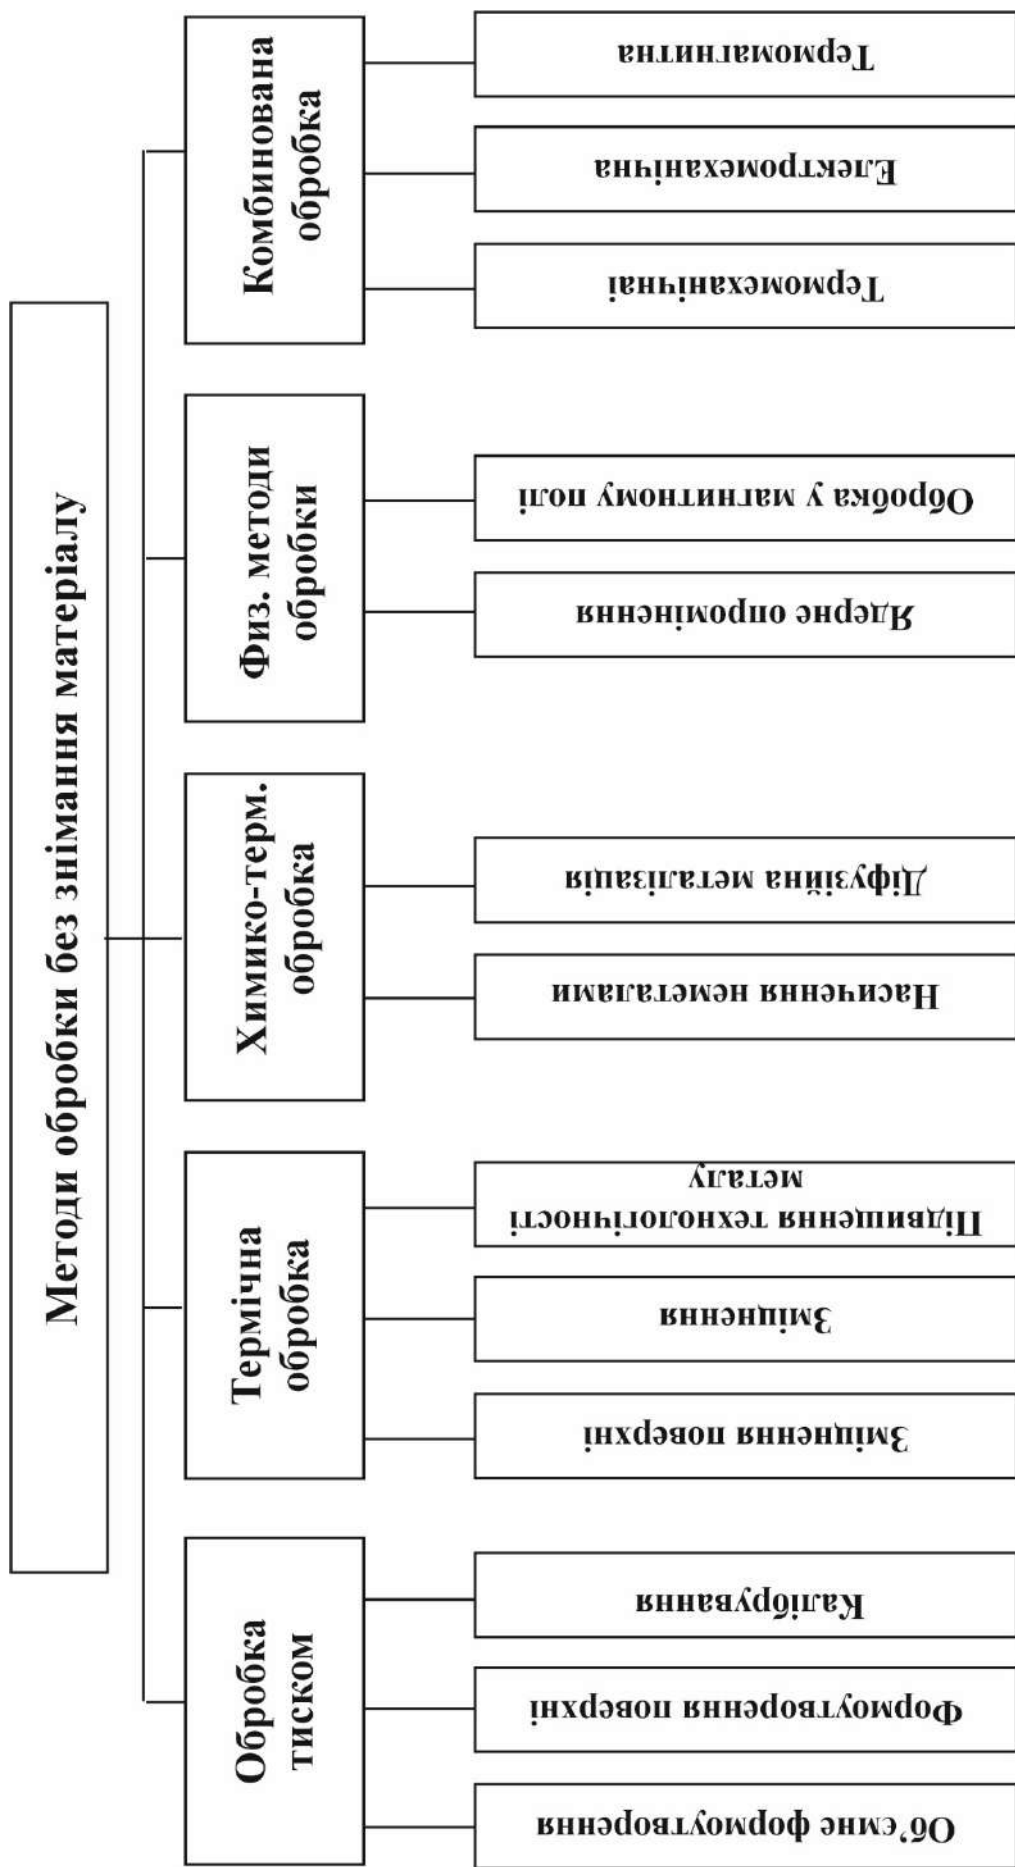 Методи обробки без знімання матеріалу
Обробка
тиском
Термічна
обробка
Химико-терм.
обробка
Физ. методи
обробки
Комбинована
обробка
Об’ємне формоутворення
Формоутворення поверхні
Калібрування
Зміцнення поверхні
Зміцнення
Підвищення технологічності
металу
Насичення неметалами
Діфузійна металізація
Ядерне опромінення
Обробка у магнитному полі
Термомеханічнаі
Електромеханічна
Термомагнитна